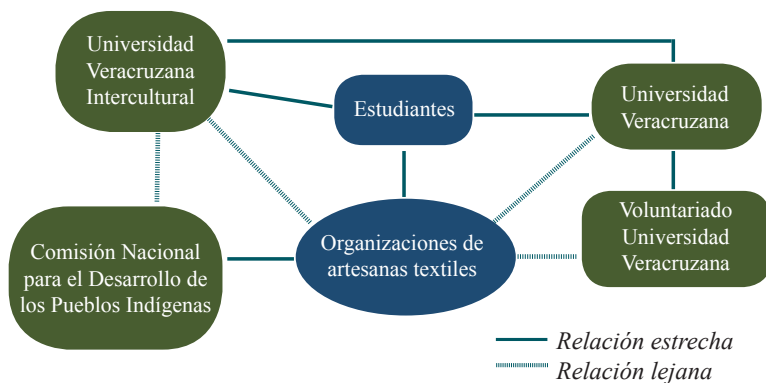 Universidad
Veracruzana
Intercultural
Estudiantes
Universidad
Veracruzana
Comisión Nacional
para el Desarrollo de
los Pueblos Indígenas
Organizaciones de
artesanas textiles
Voluntariado
Universidad
Veracruzana
Relación estrecha
Relación lejana